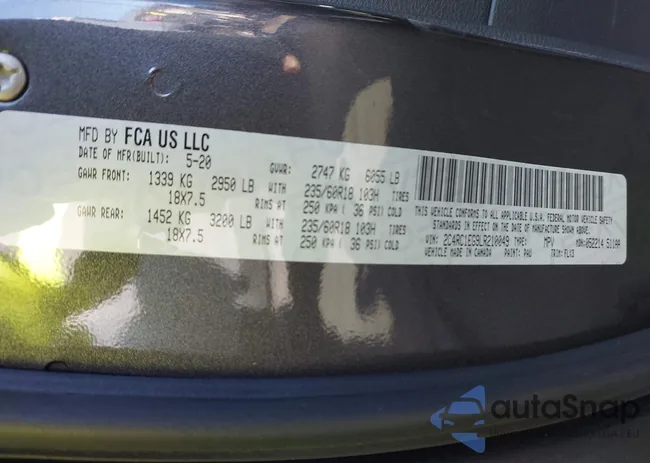 MFD BY FCA US LLC
DATE OF MFR(BUILT): 5-20 GVWR: 2747 KG 6055 LB
GAWR FRONT: 1339 KG 2950 LB WITH 235/60R18 103H TIRES
18X7.5 RIMS AT 250 KPA ( 36 PSI) COLD
GAWR REAR: 1452 KG 3200 LB WITH 235/60R18 103H TIRES
18X7.5 RIMS AT 250 KPA ( 36 PSI) COLD
THIS VEHICLE CONFORMS TO ALL APPLICABLE U.S.A. FEDERAL MOTOR VEHICLE SAFETY
STANDARDS IN EFFECT ON THE DATE OF MANUFACTURE SHOWN ABOVE.
VIN: 2C4RC1EG9LR210049 TYPE: MPV MDH: 052214 511AA
VEHICLE MADE IN CANADA PAINT: PAU TRIM: FLX3
autoSnap